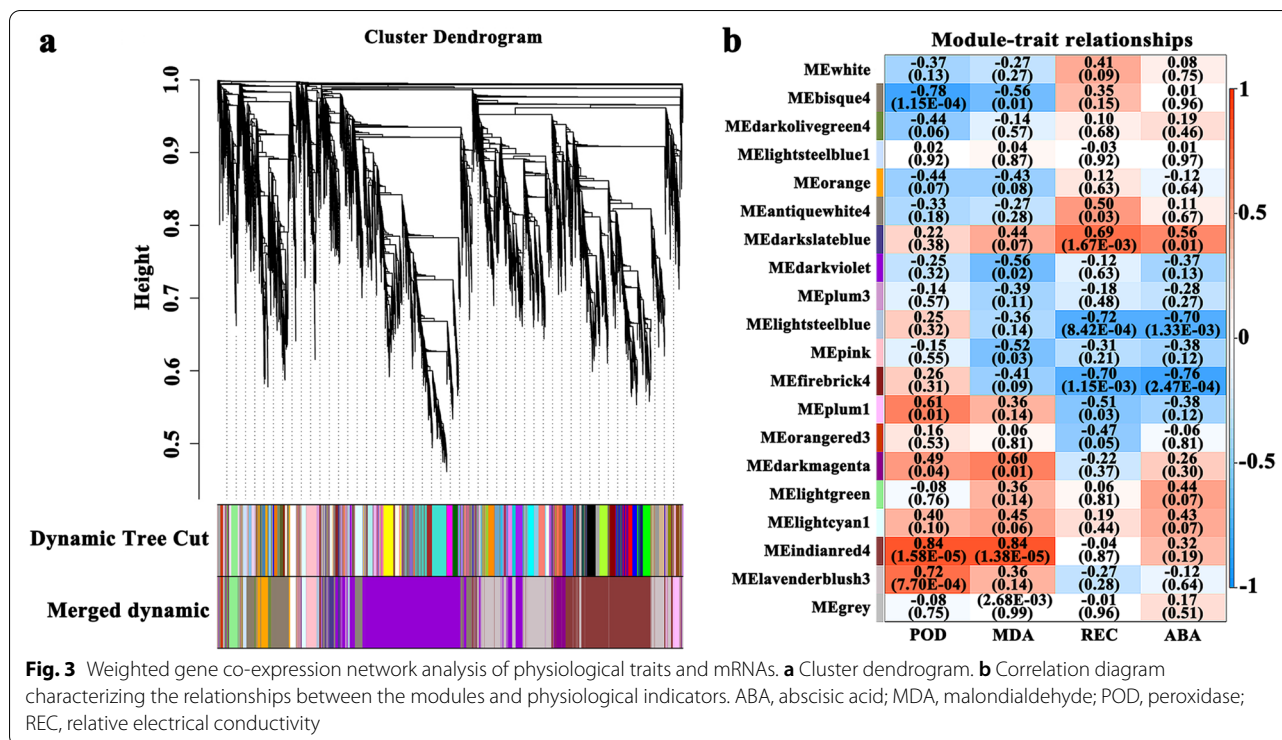 a
Cluster Dendrogram
Height
1.0
0.9
0.8
0.7
0.6
0.5
Dynamic Tree Cut
Merged dynamic
b
Module-trait relationships
MEwhite -0.37 -0.27 0.41 0.08
(0.13) (0.27) (0.09) (0.75)
MEbisque4 -0.78 -0.56 0.35 0.01
(1.15E-04) (0.01) (0.15) (0.96)
MEdarkolivegreen4 -0.44 -0.14 0.10 0.19
(0.06) (0.57) (0.68) (0.46)
MElightsteelblue1 0.02 0.04 -0.03 0.01
(0.92) (0.87) (0.92) (0.97)
MEorange -0.44 -0.43 0.12 -0.12
(0.07) (0.08) (0.63) (0.64)
MEantiquewhite4 -0.33 -0.27 0.50 0.11
(0.18) (0.28) (0.03) (0.67)
MEdarkslateblue 0.22 0.44 0.69 0.56
(0.38) (0.07) (1.67E-03) (0.01)
MEdarkviolet -0.25 -0.56 -0.12 -0.37
(0.32) (0.02) (0.63) (0.13)
MEplum3 -0.14 -0.39 -0.18 -0.28
(0.57) (0.11) (0.48) (0.27)
MElightsteelblue 0.25 -0.36 -0.72 -0.70
(0.32) (0.14) (8.42E-04) (1.33E-03)
MEpink -0.15 -0.52 -0.31 -0.38
(0.55) (0.03) (0.21) (0.12)
MEfirebrick4 0.26 -0.41 -0.70 -0.76
(0.31) (0.09) (1.15E-03) (2.47E-04)
MEplum1 0.61 0.36 -0.51 -0.38
(0.01) (0.14) (0.03) (0.12)
MEorangered3 0.16 0.06 -0.47 -0.06
(0.53) (0.81) (0.05) (0.81)
MEdarkmagenta 0.49 0.60 -0.22 0.26
(0.04) (0.01) (0.37) (0.30)
MElightgreen -0.08 0.36 0.06 0.44
(0.76) (0.14) (0.81) (0.07)
MElightcyan1 0.40 0.45 0.19 0.43
(0.10) (0.06) (0.44) (0.07)
MEindianred4 0.84 0.84 -0.04 0.32
(1.58E-05) (1.38E-05) (0.87) (0.19)
MElavenderblush3 0.72 0.36 -0.27 -0.12
(7.70E-04) (0.14) (0.28) (0.64)
MEgrey -0.08 (2.68E-03) -0.01 0.17
(0.75) (0.99) (0.96) (0.51)
POD MDA REC ABA
1
0.5
0
-0.5
-1
Fig. 3 Weighted gene co-expression network analysis of physiological traits and mRNAs. a Cluster dendrogram. b Correlation diagram
characterizing the relationships between the modules and physiological indicators. ABA, abscisic acid; MDA, malondialdehyde; POD, peroxidase;
REC, relative electrical conductivity